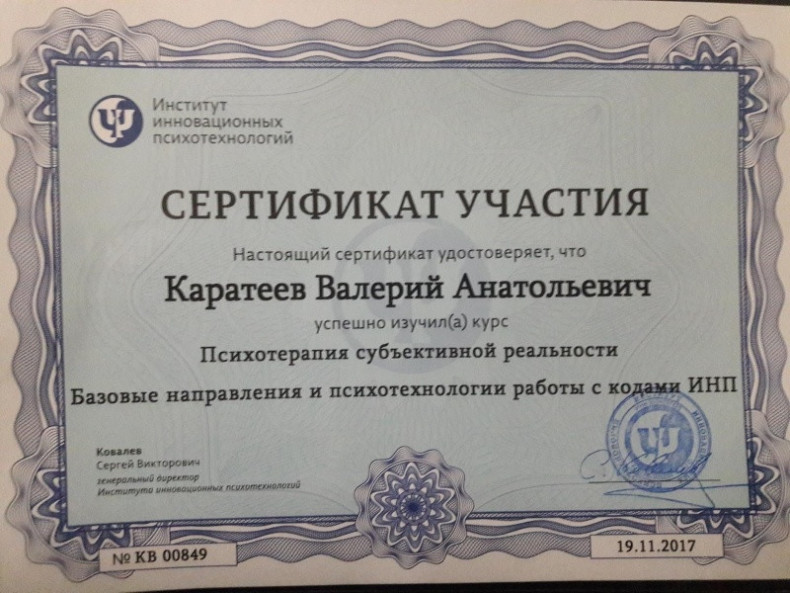 Институт
инновационных
психотехнологий
СЕРТИФИКАТ УЧАСТИЯ
Настоящий сертификат удостоверяет, что
Каратеев Валерий Анатольевич
успешно изучил(а) курс
Психотерапия субъективной реальности
Базовые направления и психотехнологии работы с кодами ИНП
Ковалев
Сергей Викторович
генеральный директор
Института инновационных психотехнологий
№ КВ 00849
19.11.2017